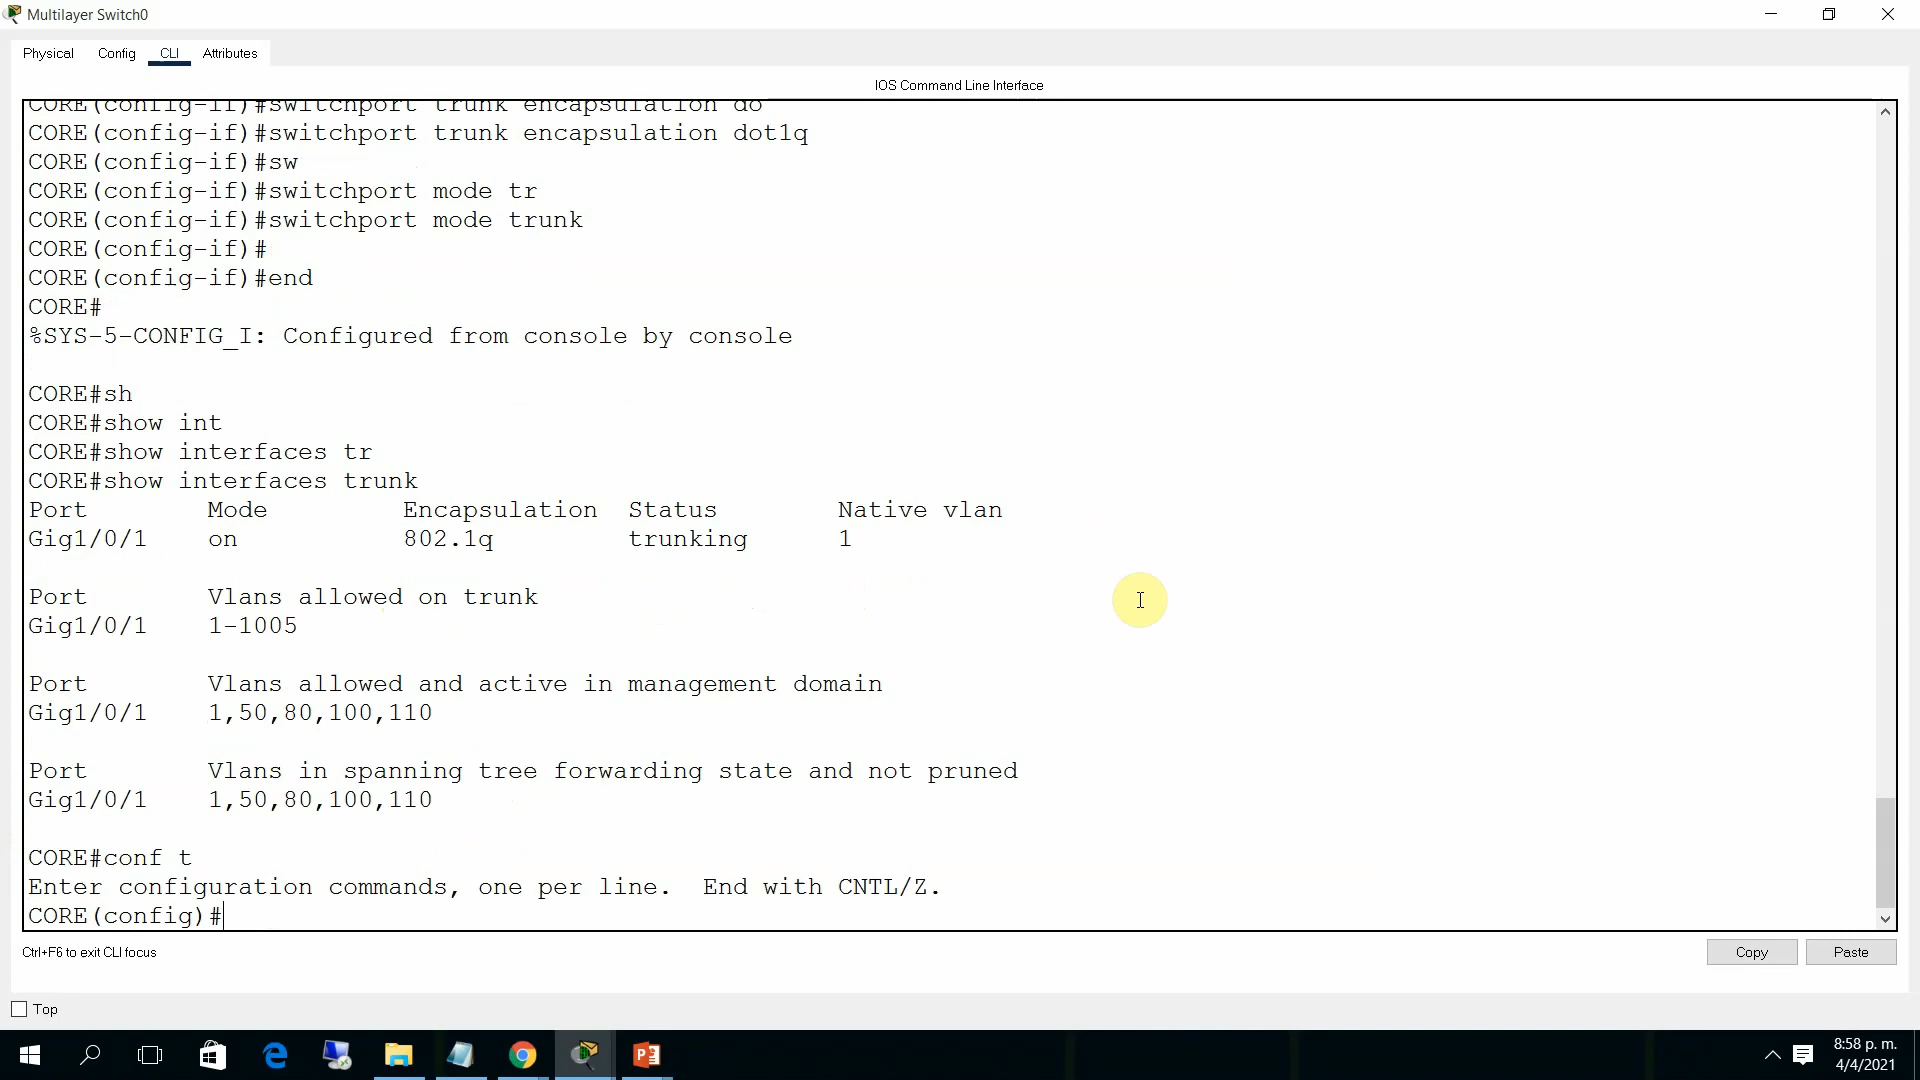 Multilayer Switch0
Physical Config CLI Attributes
IOS Command Line Interface
CORE(config-if)#switchport trunk encapsulation do
CORE(config-if)#switchport trunk encapsulation dot1q
CORE(config-if)#sw
CORE(config-if)#switchport mode tr
CORE(config-if)#switchport mode trunk
CORE(config-if)#
CORE(config-if)#end
CORE#
%SYS-5-CONFIG_I: Configured from console by console
CORE#sh
CORE#show int
CORE#show interfaces tr
CORE#show interfaces trunk
Port Mode Encapsulation Status Native vlan
Gig1/0/1 on 802.1q trunking 1
Port Vlans allowed on trunk
Gig1/0/1 1-1005
Port Vlans allowed and active in management domain
Gig1/0/1 1,50,80,100,110
Port Vlans in spanning tree forwarding state and not pruned
Gig1/0/1 1,50,80,100,110
CORE#conf t
Enter configuration commands, one per line. End with CNTL/Z.
CORE(config)#
Ctrl+F6 to exit CLI focus
Copy Paste
Top
8:58 p. m.
4/4/2021